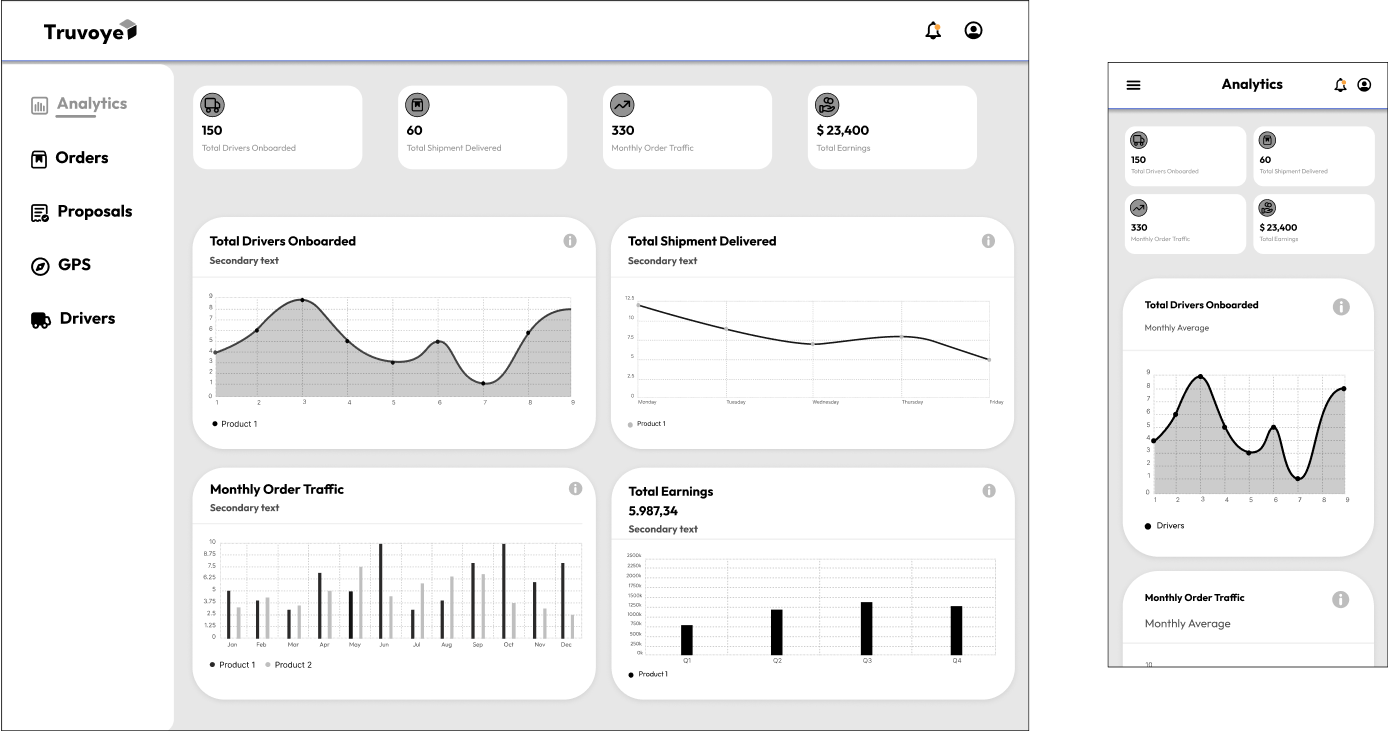 Truvoye
Analytics
Orders
Proposals
GPS
Drivers
150
Total Drivers Onboarded
60
Total Shipment Delivered
330
Monthly Order Traffic
$ 23,400
Total Earnings
Total Drivers Onboarded
Secondary text
9
8
7
6
5
4
3
2
1
0
1 2 3 4 5 6 7 8 9
Product 1
Total Shipment Delivered
Secondary text
12.5
10
7.5
5
2.5
0
Monday Tuesday Wednesday Thursday Friday
Product 1
Monthly Order Traffic
Secondary text
10
8.75
7.5
6.25
5
3.75
2.5
1.25
0
Jan Feb Mar Apr May Jun Jul Aug Sep Oct Nov Dec
Product 1 Product 2
Total Earnings
5.987,34
Secondary text
2500k
2250k
2000k
1750k
1500k
1250k
1000k
750k
500k
250k
0k
Q1 Q2 Q3 Q4
Product 1
Analytics
150
Total Drivers Onboarded
60
Total Shipment Delivered
330
Monthly Order Traffic
$ 23,400
Total Earnings
Total Drivers Onboarded
Monthly Average
9
8
7
6
5
4
3
2
1
0
1 2 3 4 5 6 7 8 9
Drivers
Monthly Order Traffic
Monthly Average
10